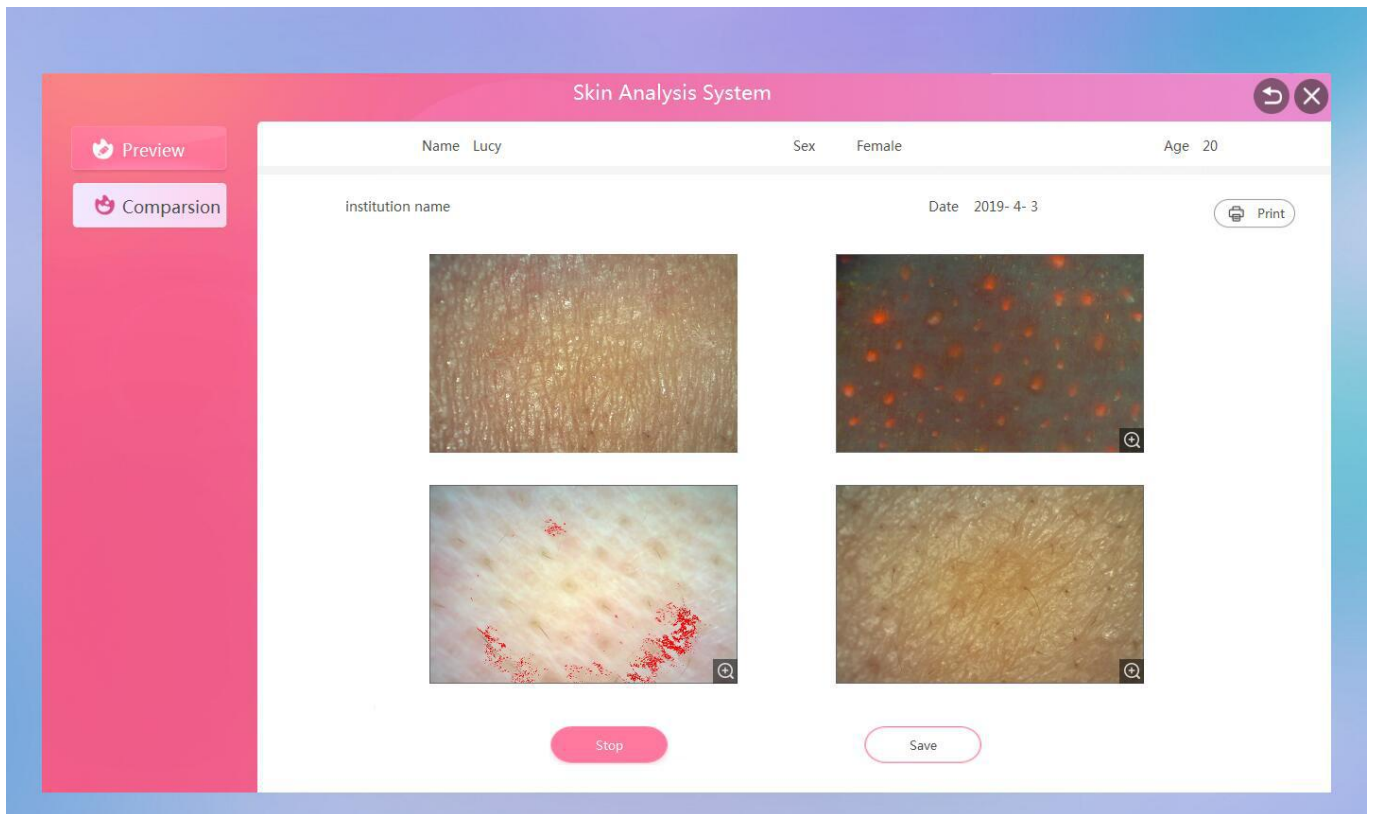 Skin Analysis System
Preview
Comparsion
Name Lucy Sex Female Age 20
institution name Date 2019- 4- 3 Print
Stop Save